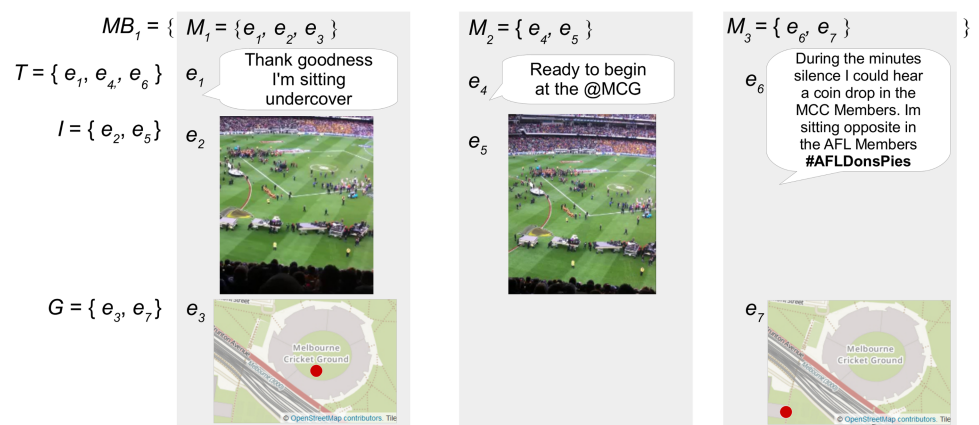 MB₁ = { M₁ = {e₁, e₂, e₃ } M₂ = { e₄, e₅ } M₃ = { e₆, e₇ } }
T = { e₁, e₄, e₆ }
e₁
Thank goodness
I'm sitting
undercover
e₄
Ready to begin
at the @MCG
e₆
During the minutes
silence I could hear
a coin drop in the
MCC Members. Im
sitting opposite in
the AFL Members
#AFLDonsPies
I = { e₂, e₅ }
e₂
e₅
G = { e₃, e₇ }
e₃
Melbourne
Cricket Ground
© OpenStreetMap contributors. Tile
e₇
Melbourne
Cricket Ground
© OpenStreetMap contributors. Tile